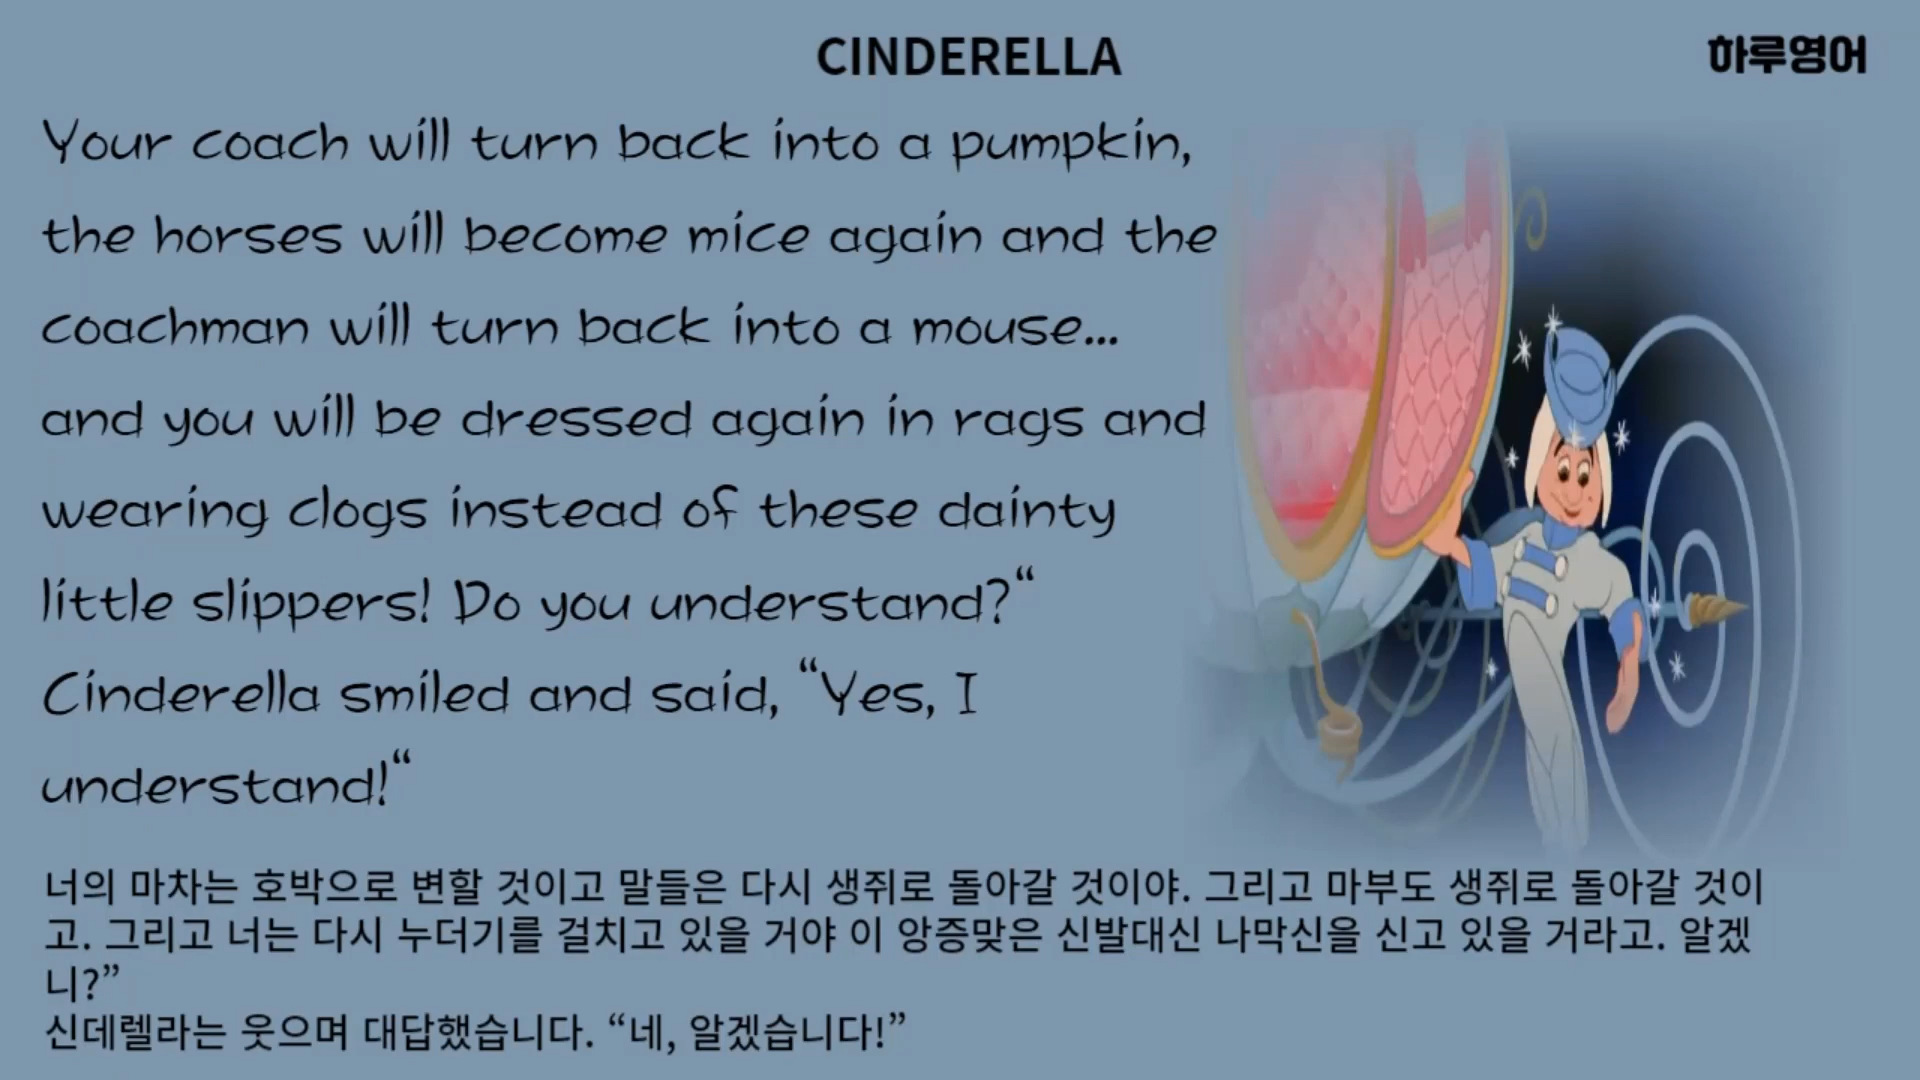 CINDERELLA
하루영어
Your coach will turn back into a pumpkin,
the horses will become mice again and the
coachman will turn back into a mouse...
and you will be dressed again in rags and
wearing clogs instead of these dainty
little slippers! Do you understand?“
Cinderella smiled and said, “Yes, I
understand!“
너의 마차는 호박으로 변할 것이고 말들은 다시 생쥐로 돌아갈 것이야. 그리고 마부도 생쥐로 돌아갈 것이
고. 그리고 너는 다시 누더기를 걸치고 있을 거야 이 앙증맞은 신발대신 나막신을 신고 있을 거라고. 알겠
니?”
신데렐라는 웃으며 대답했습니다. “네, 알겠습니다!”